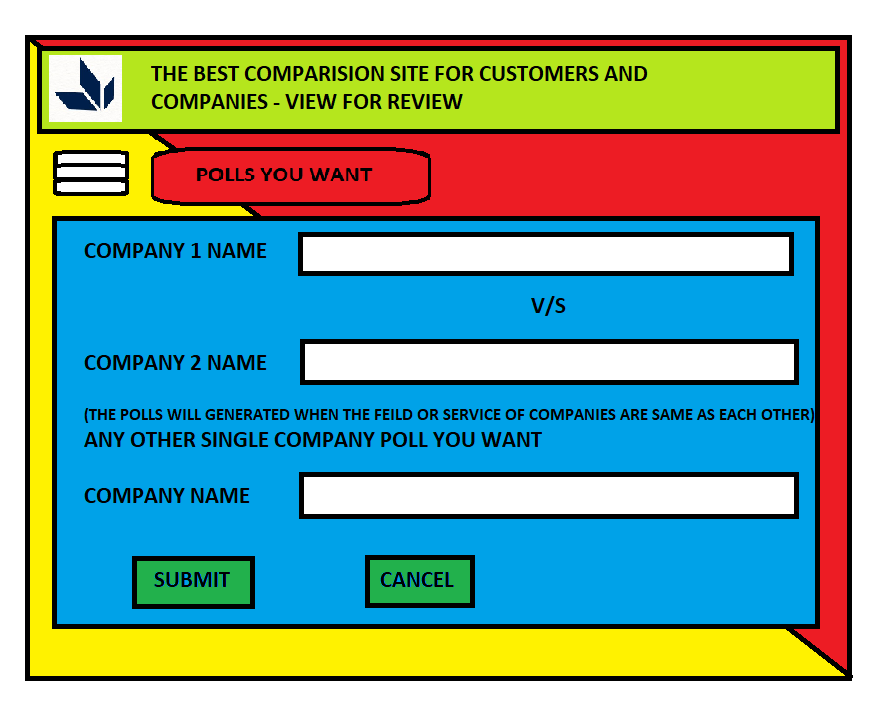 THE BEST COMPARISION SITE FOR CUSTOMERS AND
COMPANIES - VIEW FOR REVIEW
POLLS YOU WANT
COMPANY 1 NAME
V/S
COMPANY 2 NAME
(THE POLLS WILL GENERATED WHEN THE FEILD OR SERVICE OF COMPANIES ARE SAME AS EACH OTHER)
ANY OTHER SINGLE COMPANY POLL YOU WANT
COMPANY NAME
SUBMIT
CANCEL